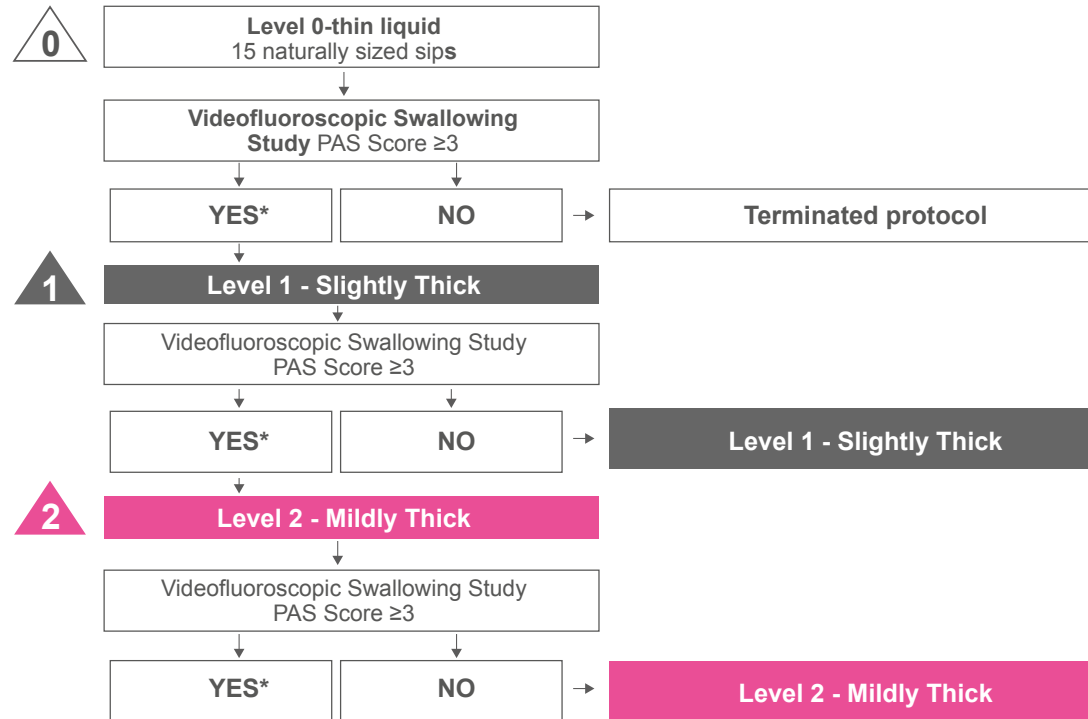 0
Level 0-thin liquid
15 naturally sized sips
Videofluoroscopic Swallowing
Study PAS Score ≥3
YES*
NO
Terminated protocol
1
Level 1 - Slightly Thick
Videofluoroscopic Swallowing Study
PAS Score ≥3
YES*
NO
Level 1 - Slightly Thick
2
Level 2 - Mildly Thick
Videofluoroscopic Swallowing Study
PAS Score ≥3
YES*
NO
Level 2 - Mildly Thick